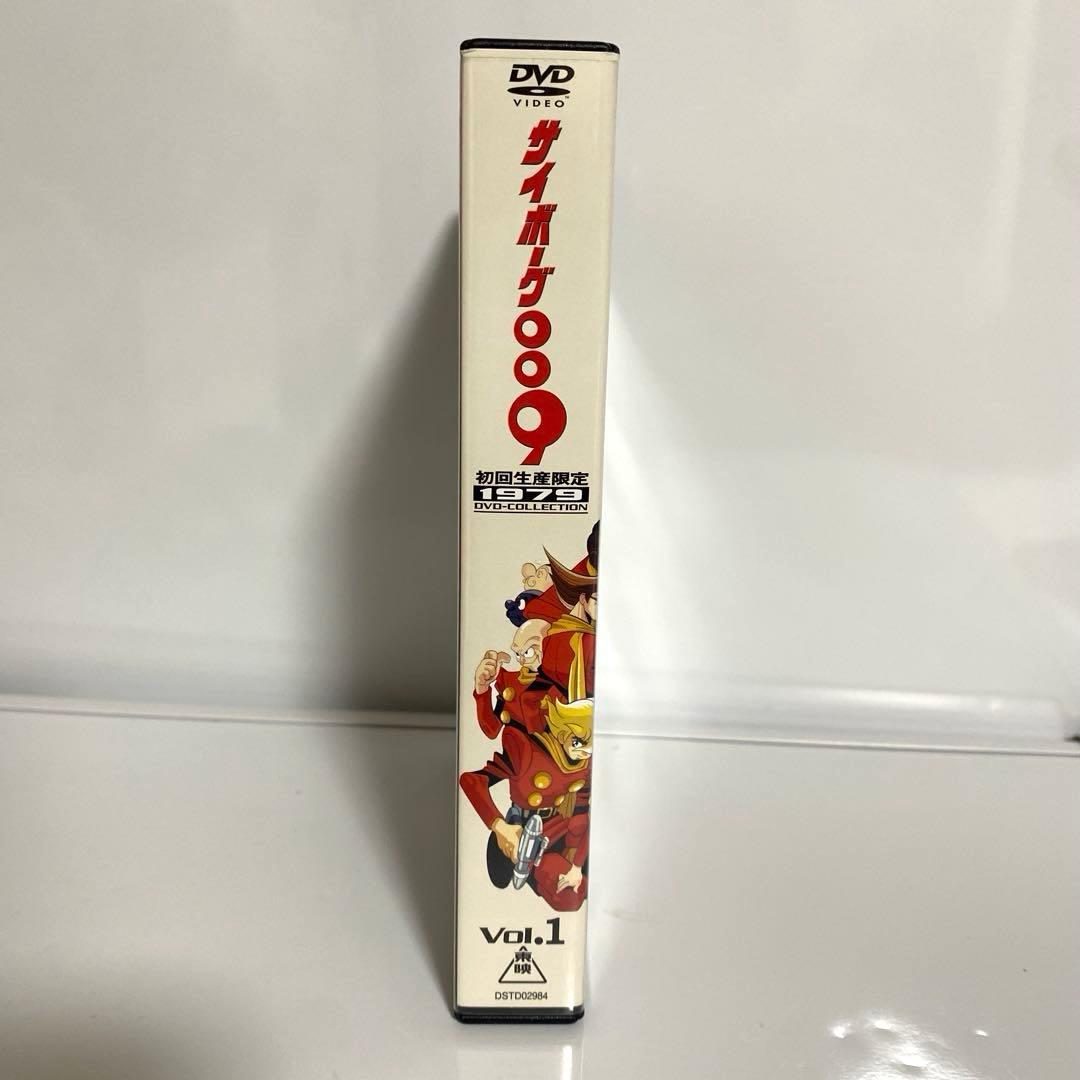 DVD
VIDEO™
サイボーグ009
初回生産限定
1979
DVD-COLLECTION
Vol.1
東映
DSTD02984